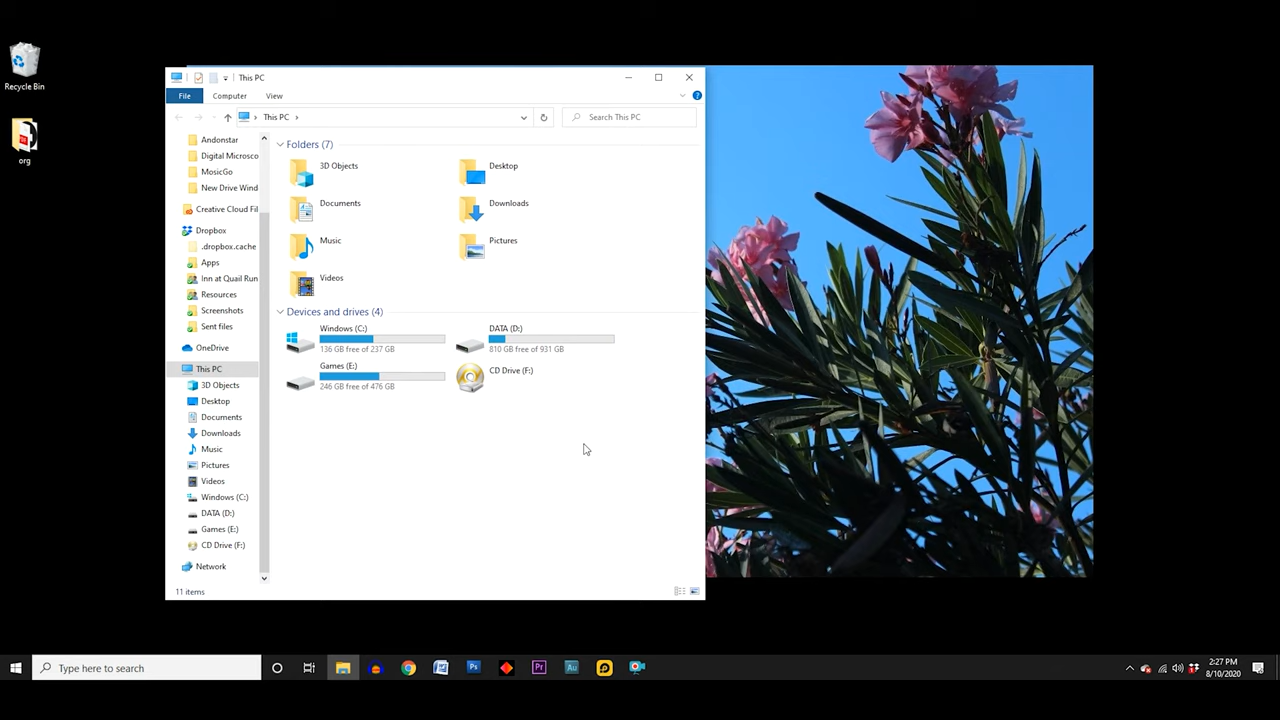 Recycle Bin
org
This PC
File
Computer
View
This PC
Search This PC
Andonstar
Digital Microsco
MosicGo
New Drive Wind
Creative Cloud Fil
Dropbox
.dropbox.cache
Apps
Inn at Quail Run
Resources
Screenshots
Sent files
OneDrive
This PC
3D Objects
Desktop
Documents
Downloads
Music
Pictures
Videos
Windows (C:)
DATA (D:)
Games (E:)
CD Drive (F:)
Network
Folders (7)
3D Objects
Desktop
Documents
Downloads
Music
Pictures
Videos
Devices and drives (4)
Windows (C:)
136 GB free of 237 GB
DATA (D:)
810 GB free of 931 GB
Games (E:)
246 GB free of 476 GB
CD Drive (F:)
11 items
Type here to search
2:27 PM
8/10/2020